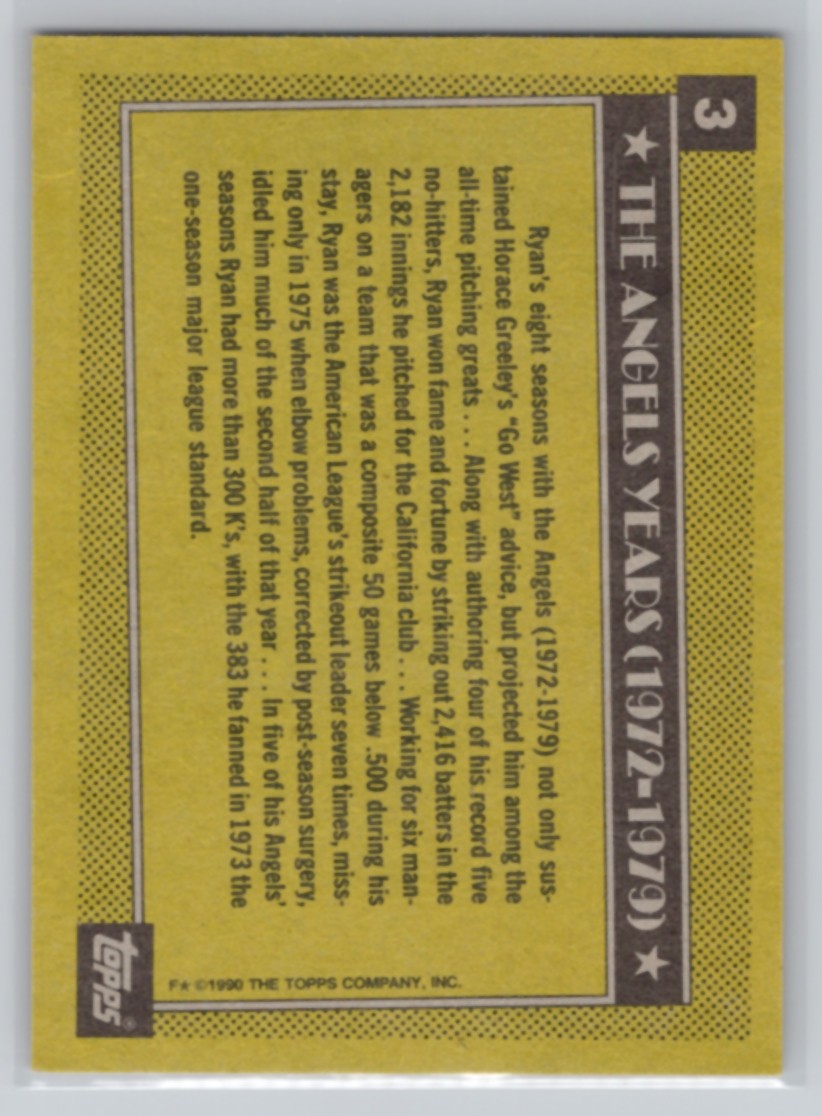 3
★ THE ANGELS YEARS (1972-1979) ★
Ryan's eight seasons with the Angels (1972-1979) not only sus-
tained Horace Greeley's "Go West" advice, but projected him among the
all-time pitching greats . . . Along with authoring four of his record five
no-hitters, Ryan won fame and fortune by striking out 2,416 batters in the
2,182 innings he pitched for the California club . . . Working for six man-
agers on a team that was a composite 50 games below .500 during his
stay, Ryan was the American League's strikeout leader seven times, miss-
ing only in 1975 when elbow problems, corrected by post-season surgery,
idled him much of the second half of that year . . . In five of his Angels'
seasons Ryan had more than 300 K's, with the 383 he fanned in 1973 the
one-season major league standard.
F★ ©1990 THE TOPPS COMPANY, INC.
topps®